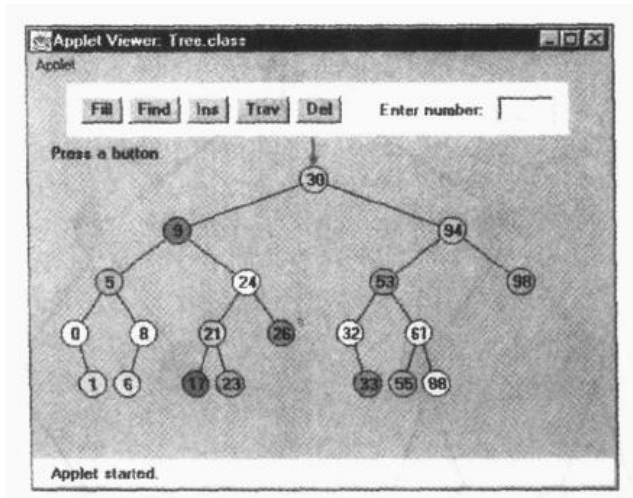 Applet Viewer: Tree.class
Applet
Fill Find Ins Trav Del Enter number:
Press a button
30
9 94
5 24 53 98
0 8 21 26 32 61
1 6 17 23 33 55 88
Applet started.